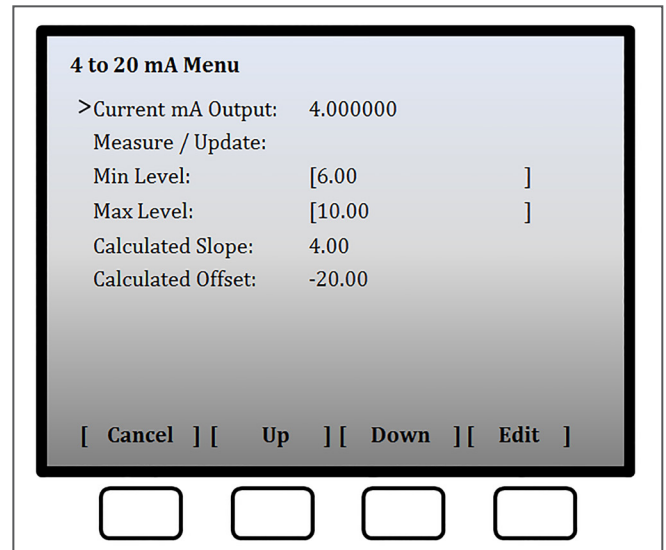 4 to 20 mA Menu
>Current mA Output: 4.000000
Measure / Update:
Min Level: [6.00 ]
Max Level: [10.00 ]
Calculated Slope: 4.00
Calculated Offset: -20.00
[ Cancel ] [ Up ] [ Down ] [ Edit ]